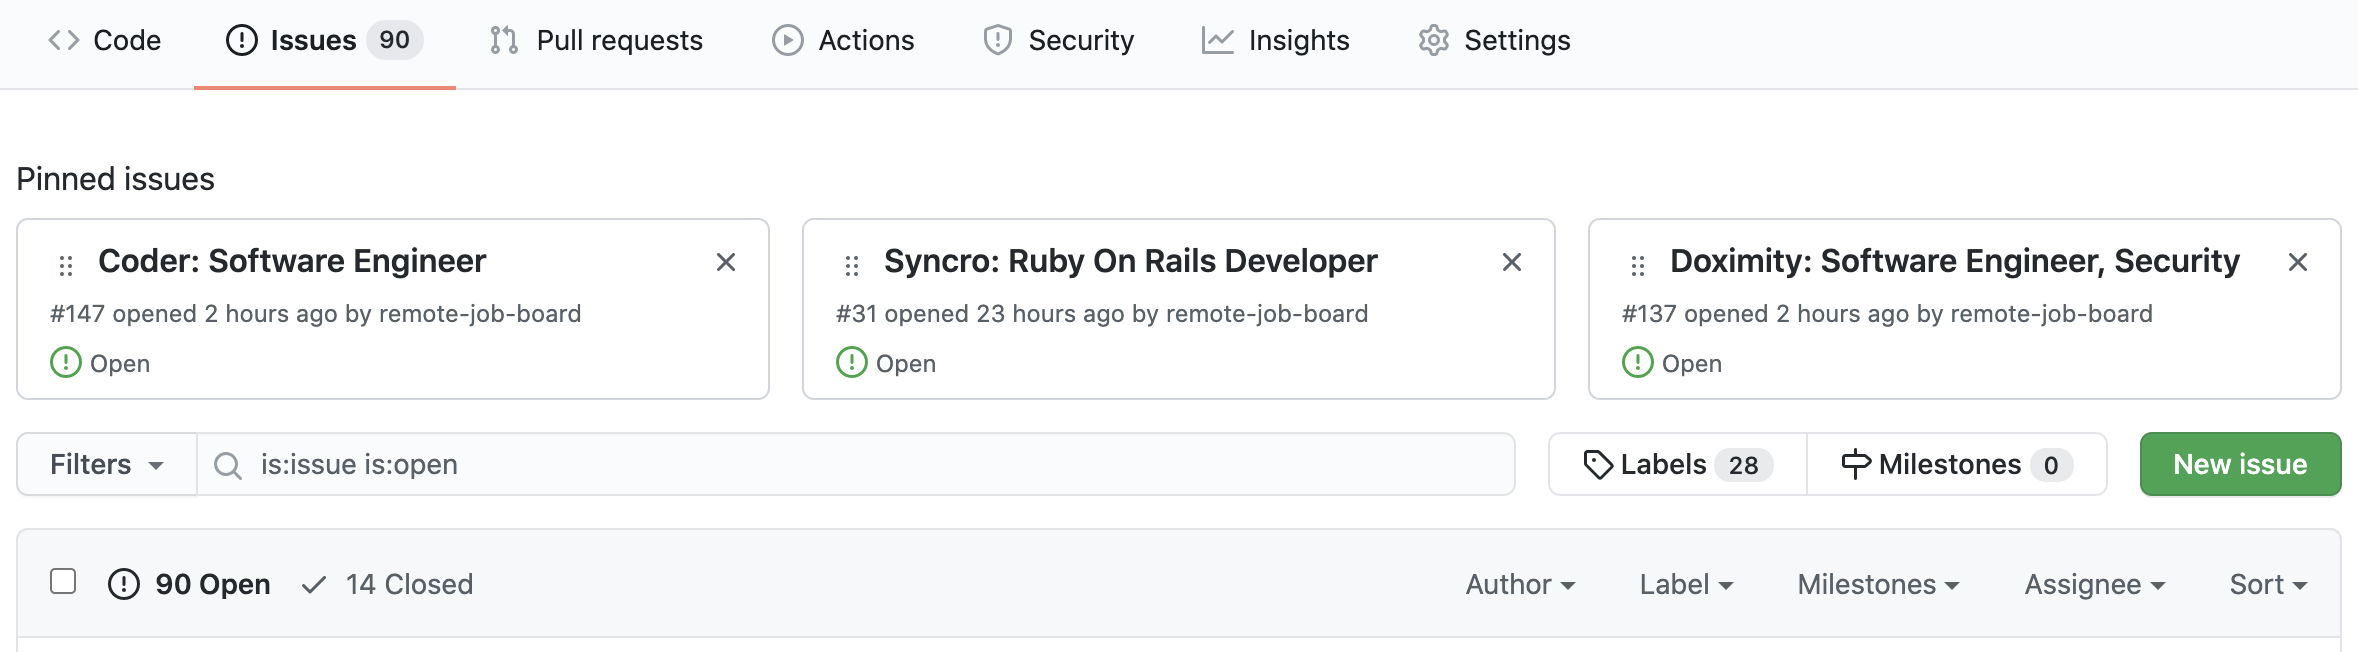 Code Issues 90 Pull requests Actions Security Insights Settings
Pinned issues
Coder: Software Engineer
#147 opened 2 hours ago by remote-job-board
Open
Syncro: Ruby On Rails Developer
#31 opened 23 hours ago by remote-job-board
Open
Doximity: Software Engineer, Security
#137 opened 2 hours ago by remote-job-board
Open
Filters is:issue is:open Labels 28 Milestones 0 New issue
90 Open 14 Closed Author Label Milestones Assignee Sort